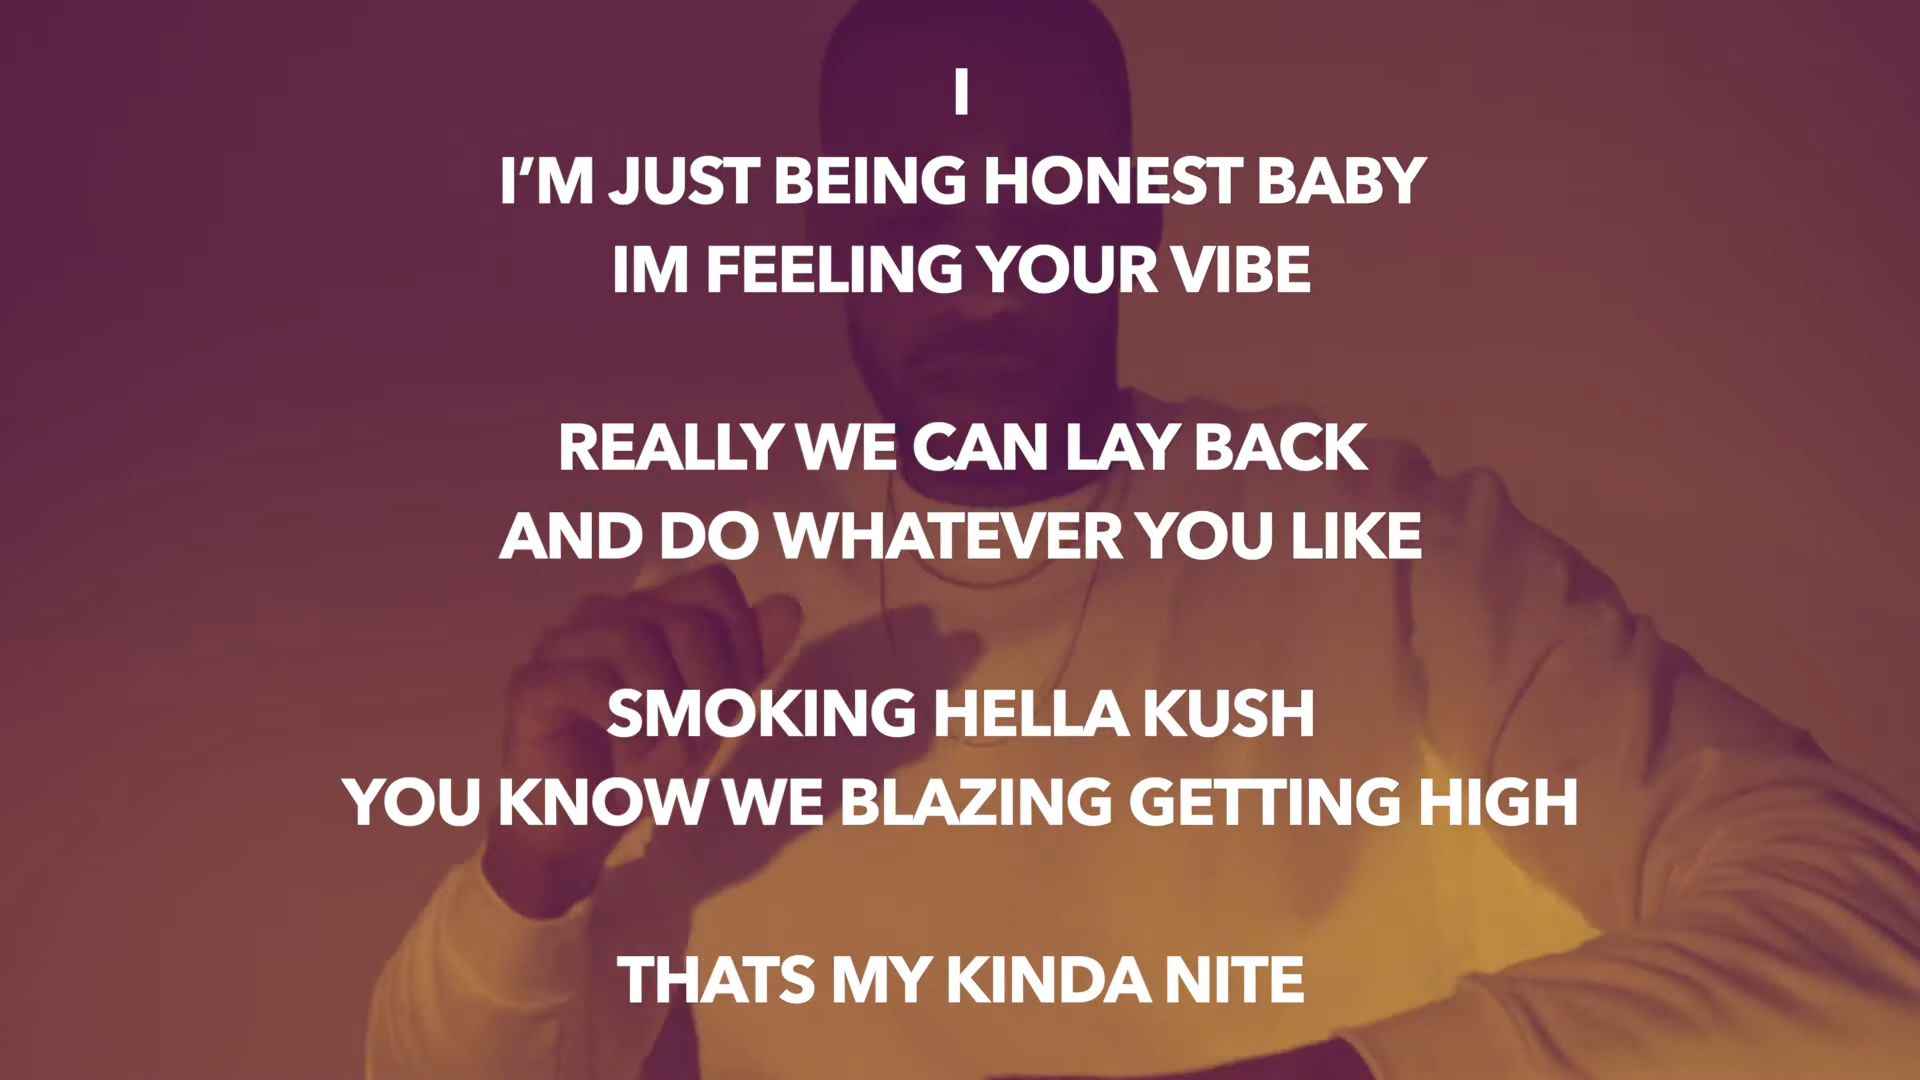 I
I’M JUST BEING HONEST BABY
IM FEELING YOUR VIBE
REALLY WE CAN LAY BACK
AND DO WHATEVER YOU LIKE
SMOKING HELLA KUSH
YOU KNOW WE BLAZING GETTING HIGH
THATS MY KINDA NITE